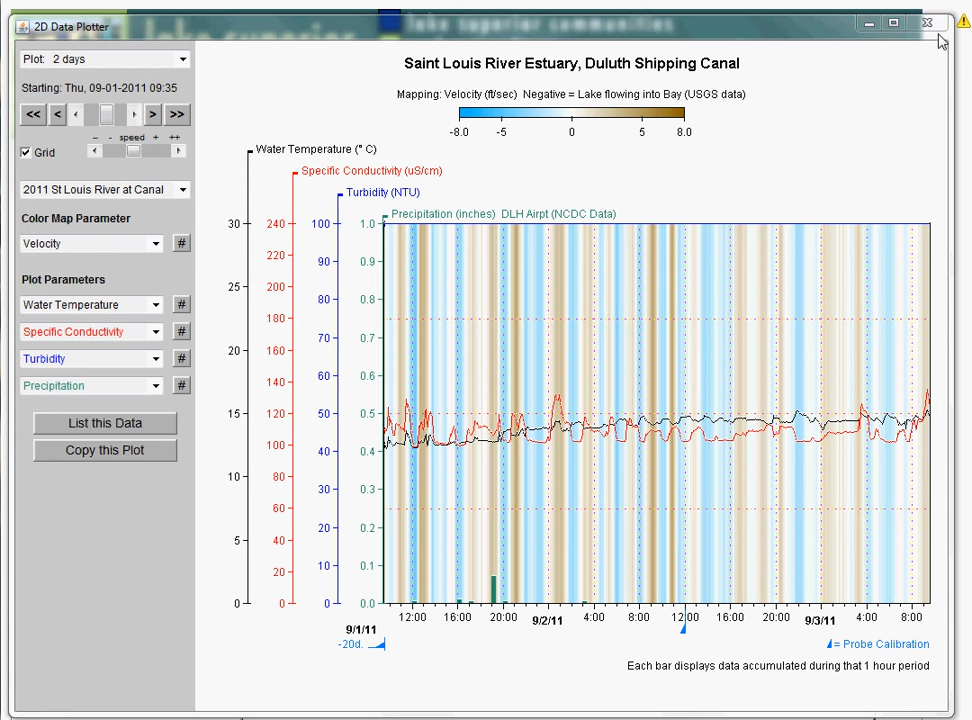 lake superior communities
lake superior
2D Data Plotter
Plot: 2 days
Starting: Thu, 09-01-2011 09:35
<< < > >>
– - speed + ++
Grid
2011 St Louis River at Canal
Color Map Parameter
Velocity #
Plot Parameters
Water Temperature #
Specific Conductivity #
Turbidity #
Precipitation #
List this Data
Copy this Plot
Saint Louis River Estuary, Duluth Shipping Canal
Mapping: Velocity (ft/sec) Negative = Lake flowing into Bay (USGS data)
-8.0 -5 0 5 8.0
Water Temperature (° C)
Specific Conductivity (uS/cm)
Turbidity (NTU)
Precipitation (inches) DLH Airpt (NCDC Data)
30 240 100 1.0
220 90 0.9
25 200 80 0.8
180 70 0.7
20 160 60 0.6
140
15 120 50 0.5
100 40 0.4
10 80 30 0.3
60
5 40 20 0.2
20 10 0.1
0 0 0 0.0
12:00 16:00 20:00 9/2/11 4:00 8:00 12:00 16:00 20:00 9/3/11 4:00 8:00
9/1/11
-20d.
= Probe Calibration
Each bar displays data accumulated during that 1 hour period